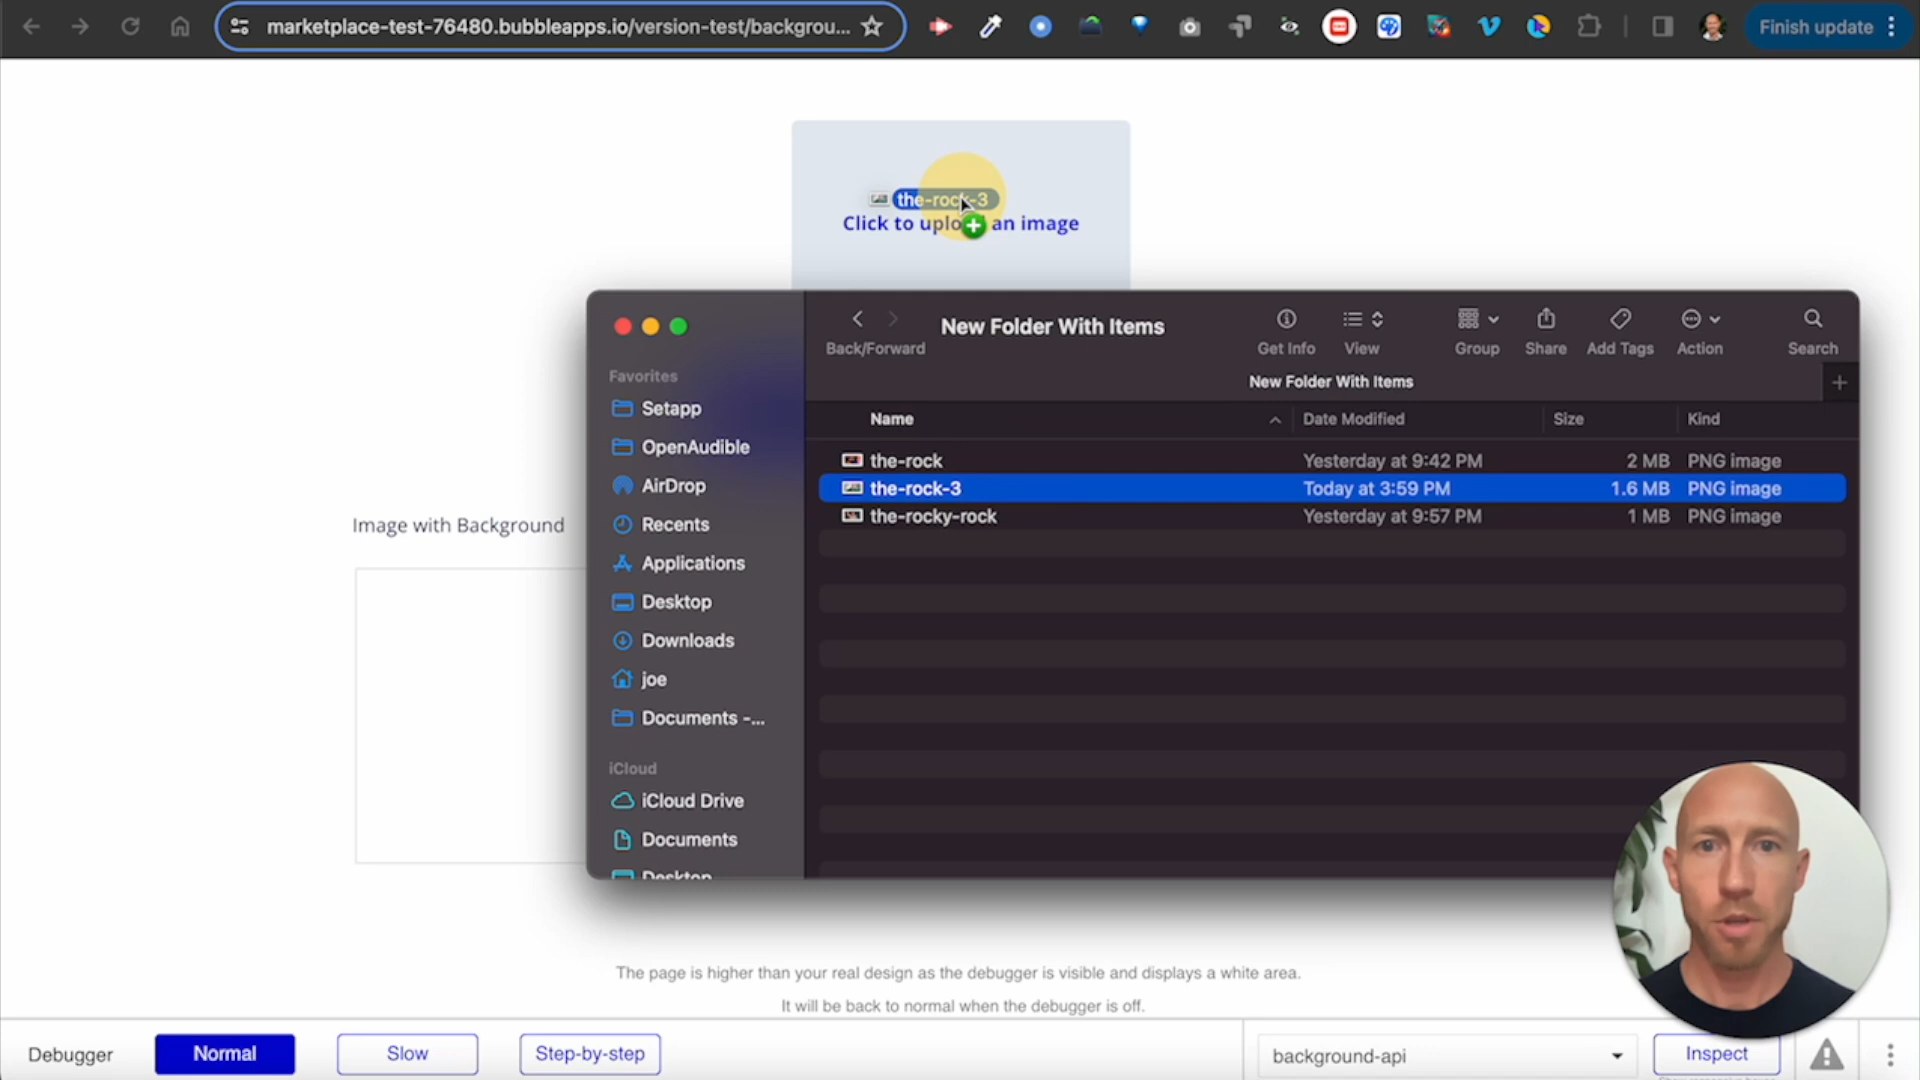 marketplace-test-76480.bubbleapps.io/version-test/backgrou...
Finish update
the-rock-3
Click to upload an image
Back/Forward
New Folder With Items
Get Info
View
Group
Share
Add Tags
Action
Search
New Folder With Items
Name
Date Modified
Size
Kind
the-rock
Yesterday at 9:42 PM
2 MB
PNG image
the-rock-3
Today at 3:59 PM
1.6 MB
PNG image
the-rocky-rock
Yesterday at 9:57 PM
1 MB
PNG image
Favorites
Setapp
OpenAudible
AirDrop
Recents
Applications
Desktop
Downloads
joe
Documents -...
iCloud
iCloud Drive
Documents
Desktop
Image with Background
The page is higher than your real design as the debugger is visible and displays a white area.
It will be back to normal when the debugger is off.
Debugger
Normal
Slow
Step-by-step
background-api
Inspect